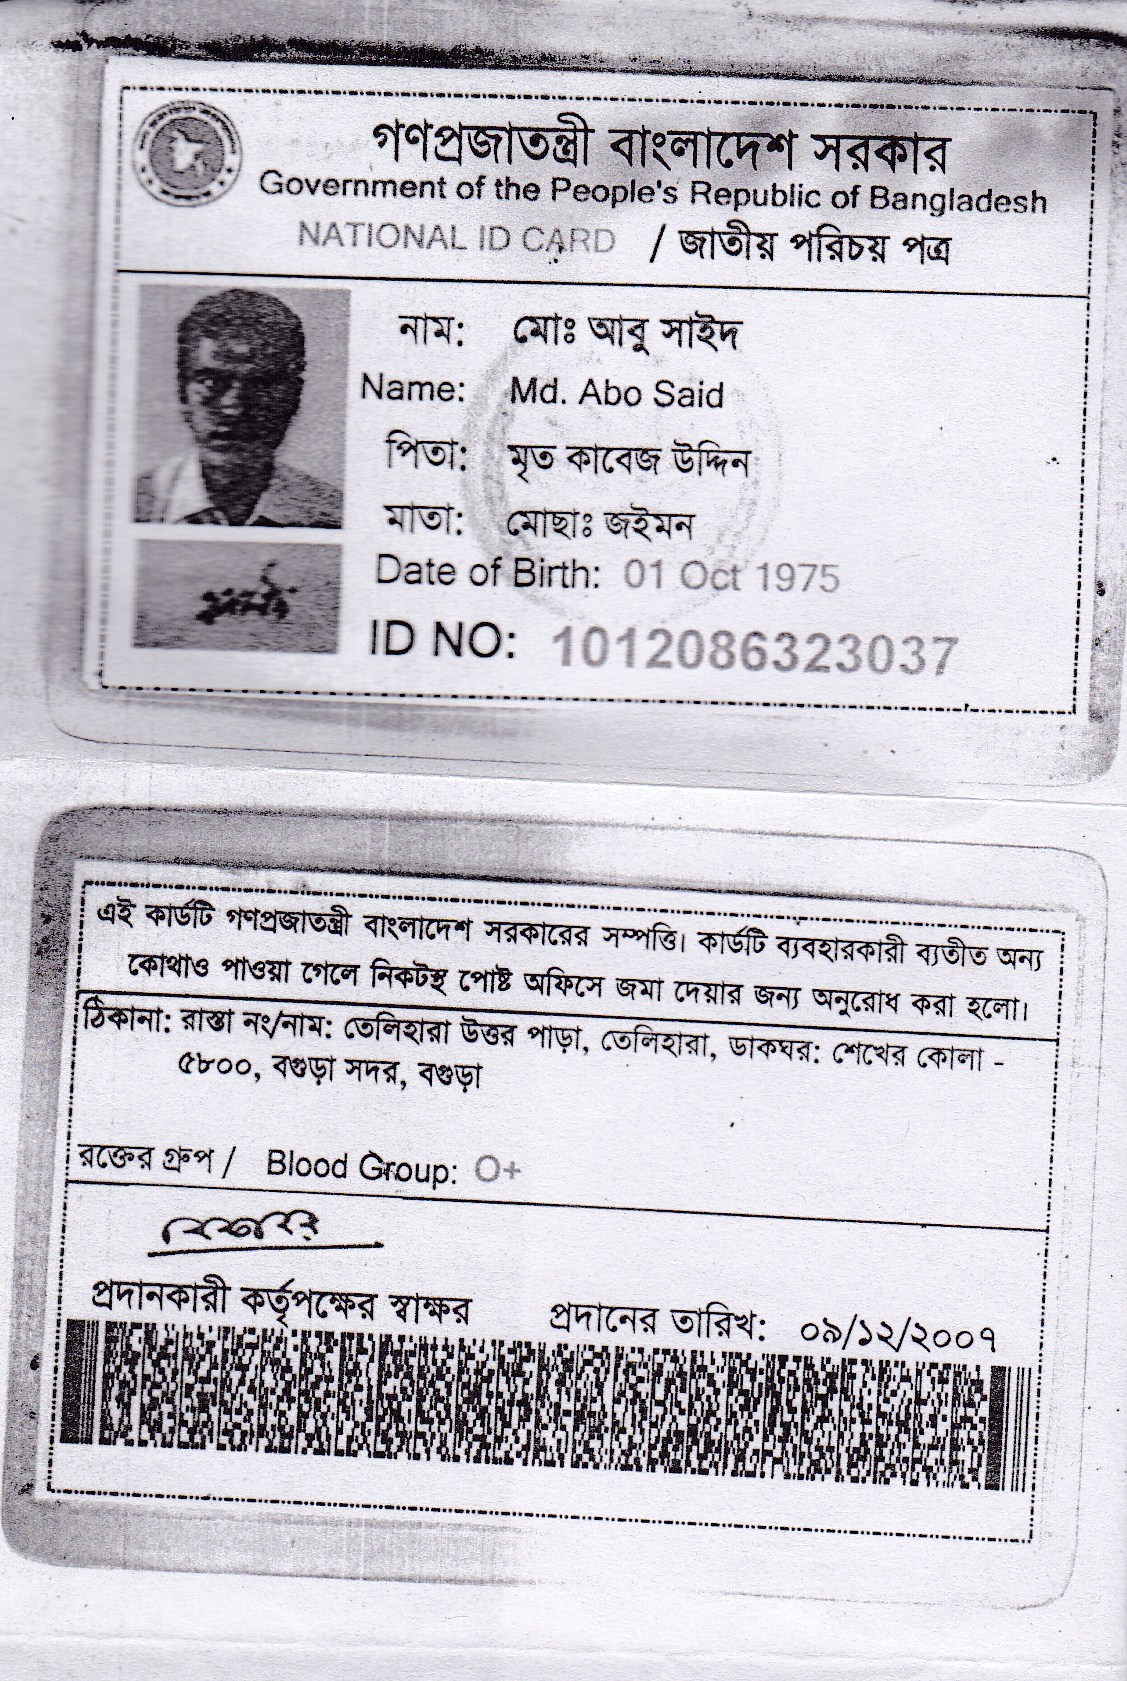 গণপ্রজাতন্ত্রী বাংলাদেশ সরকার
Government of the People's Republic of Bangladesh
NATIONAL ID CARD / জাতীয় পরিচয় পত্র
নাম: মোঃ আবু সাইদ
Name: Md. Abo Said
পিতা: মৃত কাবেজ উদ্দিন
মাতা: মোছাঃ জইমন
Date of Birth: 01 Oct 1975
ID NO: 1012086323037
এই কার্ডটি গণপ্রজাতন্ত্রী বাংলাদেশ সরকারের সম্পত্তি। কার্ডটি ব্যবহারকারী ব্যতীত অন্য
কোথাও পাওয়া গেলে নিকটস্থ পোষ্ট অফিসে জমা দেয়ার জন্য অনুরোধ করা হলো।
ঠিকানা: রাস্তা নং/নাম: তেলিহারা উত্তর পাড়া, তেলিহারা, ডাকঘর: শেখের কোলা -
৫৮০০, বগুড়া সদর, বগুড়া
রক্তের গ্রুপ / Blood Group: O+
প্রদানকারী কর্তৃপক্ষের স্বাক্ষর প্রদানের তারিখ: ০৯/১২/২০০৭